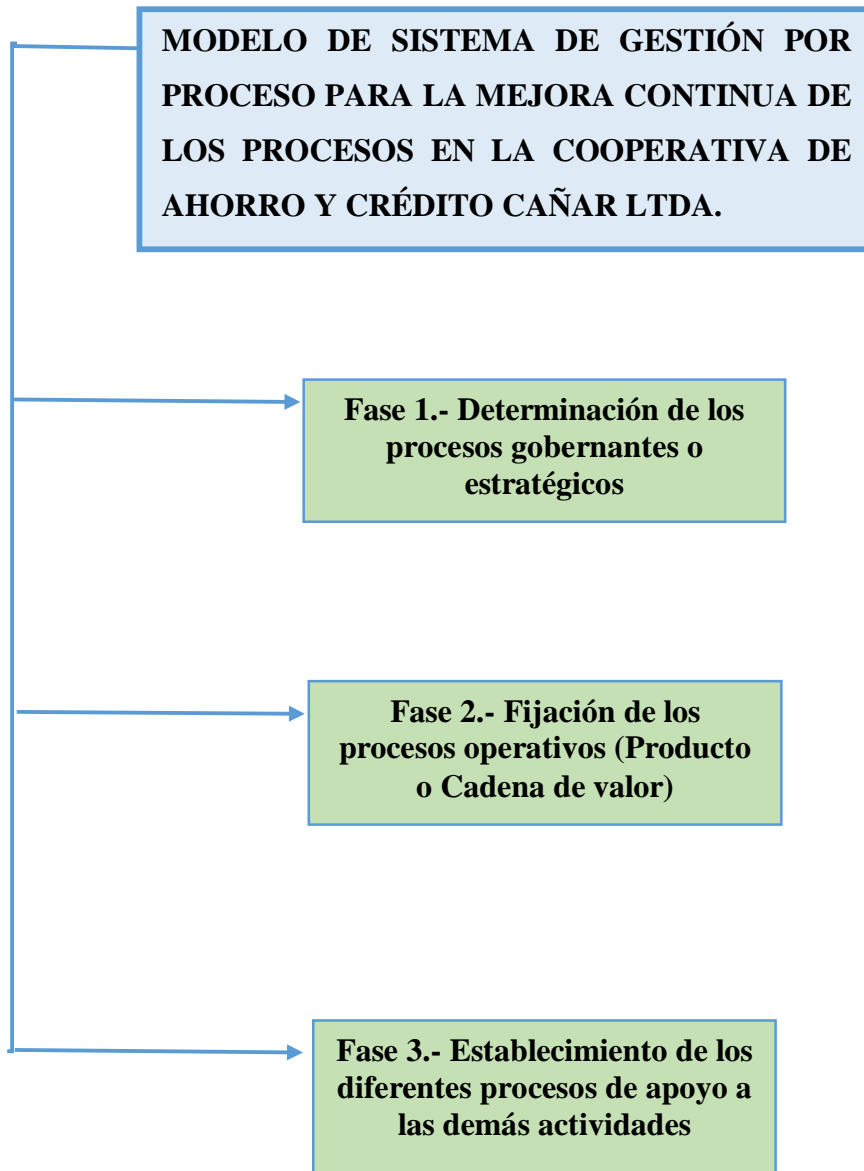 MODELO DE SISTEMA DE GESTIÓN POR
PROCESO PARA LA MEJORA CONTINUA DE
LOS PROCESOS EN LA COOPERATIVA DE
AHORRO Y CRÉDITO CAÑAR LTDA.
Fase 1.- Determinación de los
procesos gobernantes o
estratégicos
Fase 2.- Fijación de los
procesos operativos (Producto
o Cadena de valor)
Fase 3.- Establecimiento de los
diferentes procesos de apoyo a
las demás actividades